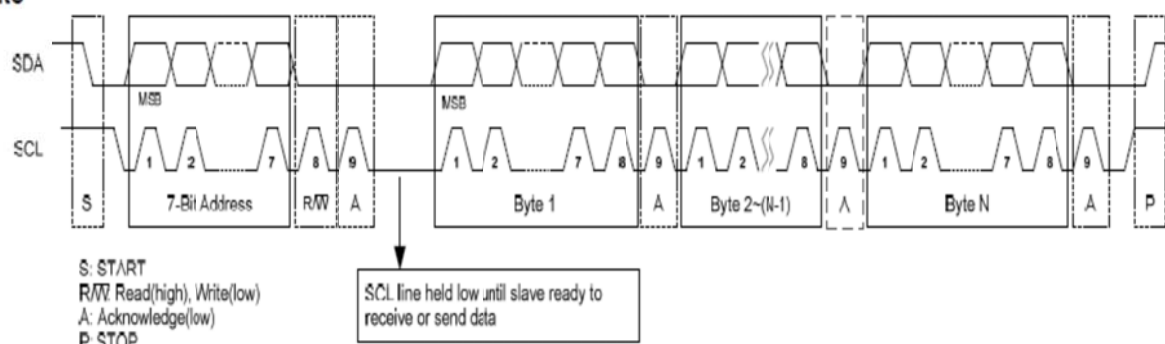 SDA
MSB
MSB
SCL
1 2 7 8 9 1 2 7 8 9 1 2 8 9 1 2 7 8 9
S 7-Bit Address R/W A Byte 1 A Byte 2~(N-1) A Byte N A P
S: START
R/W: Read(high), Write(low)
A: Acknowledge(low)
P: STOP
SCL line held low until slave ready to
receive or send data